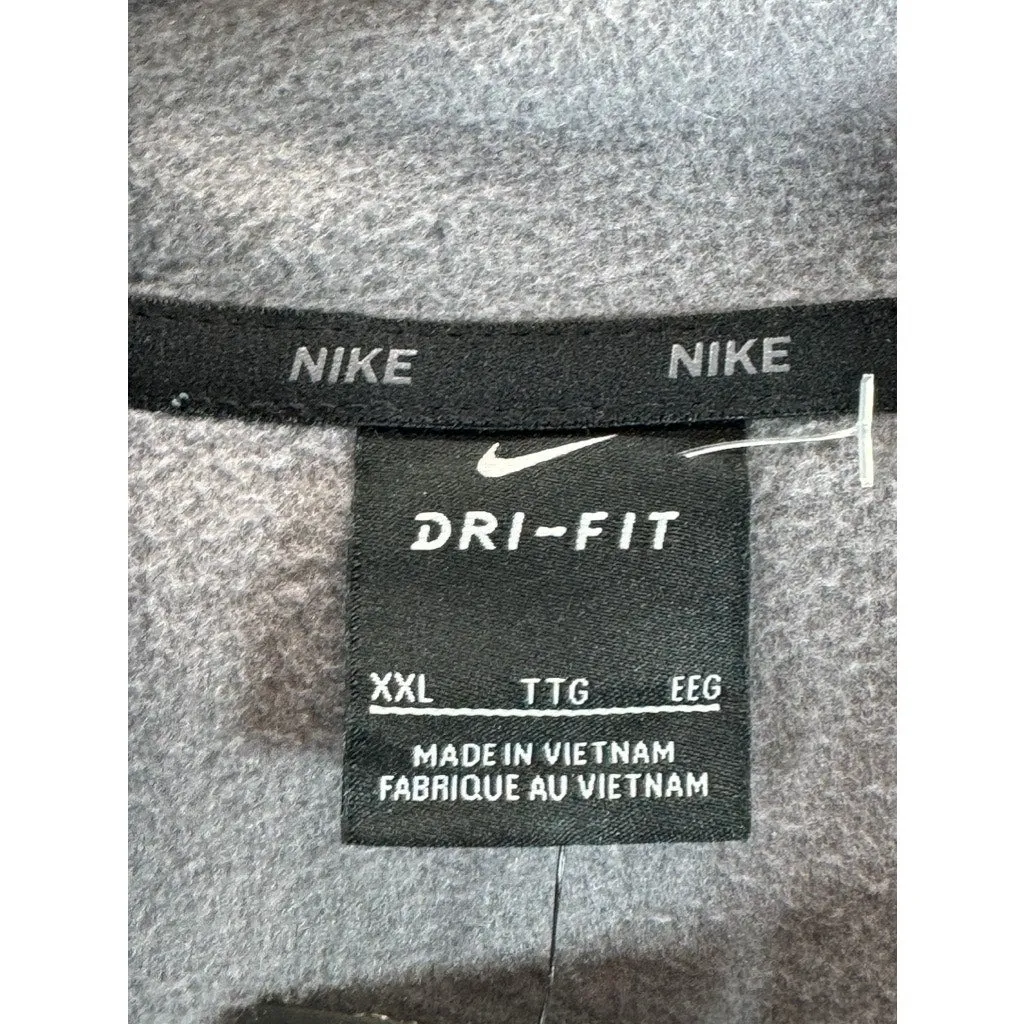 NIKE NIKE
DRI-FIT
XXL TTG EEG
MADE IN VIETNAM
FABRIQUE AU VIETNAM